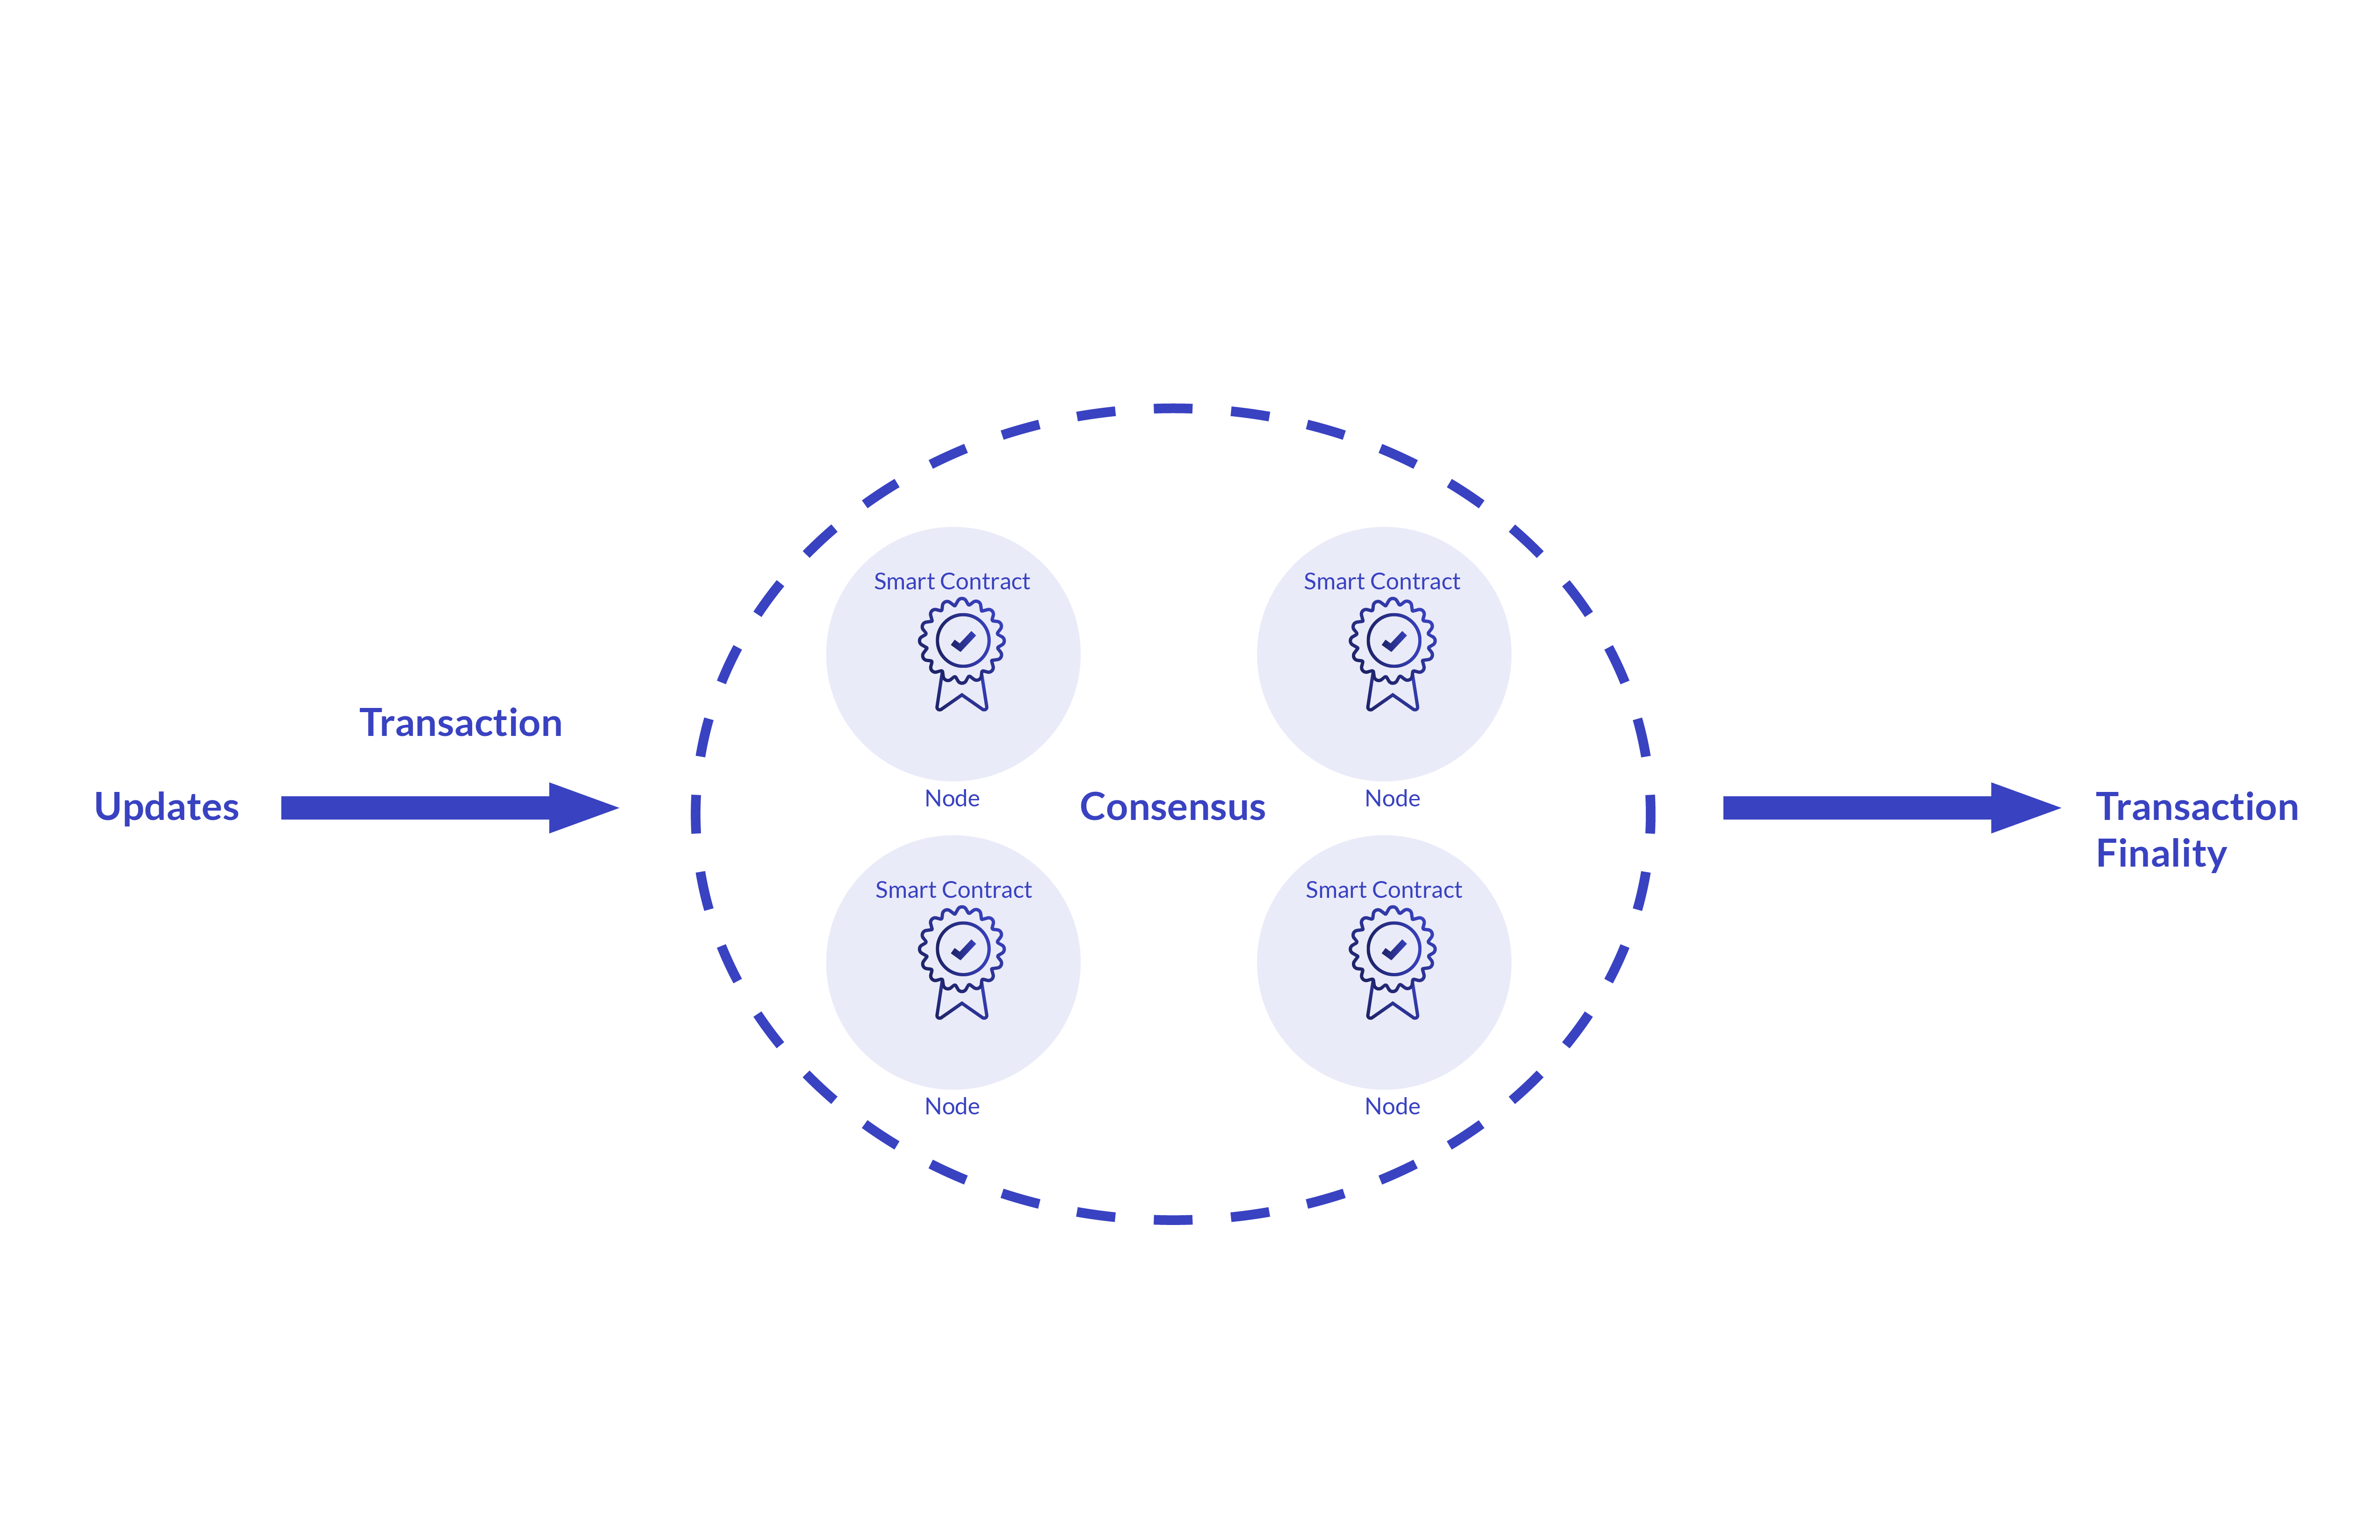 Updates
Transaction
Smart Contract
Node
Smart Contract
Node
Consensus
Smart Contract
Node
Smart Contract
Node
Transaction
Finality